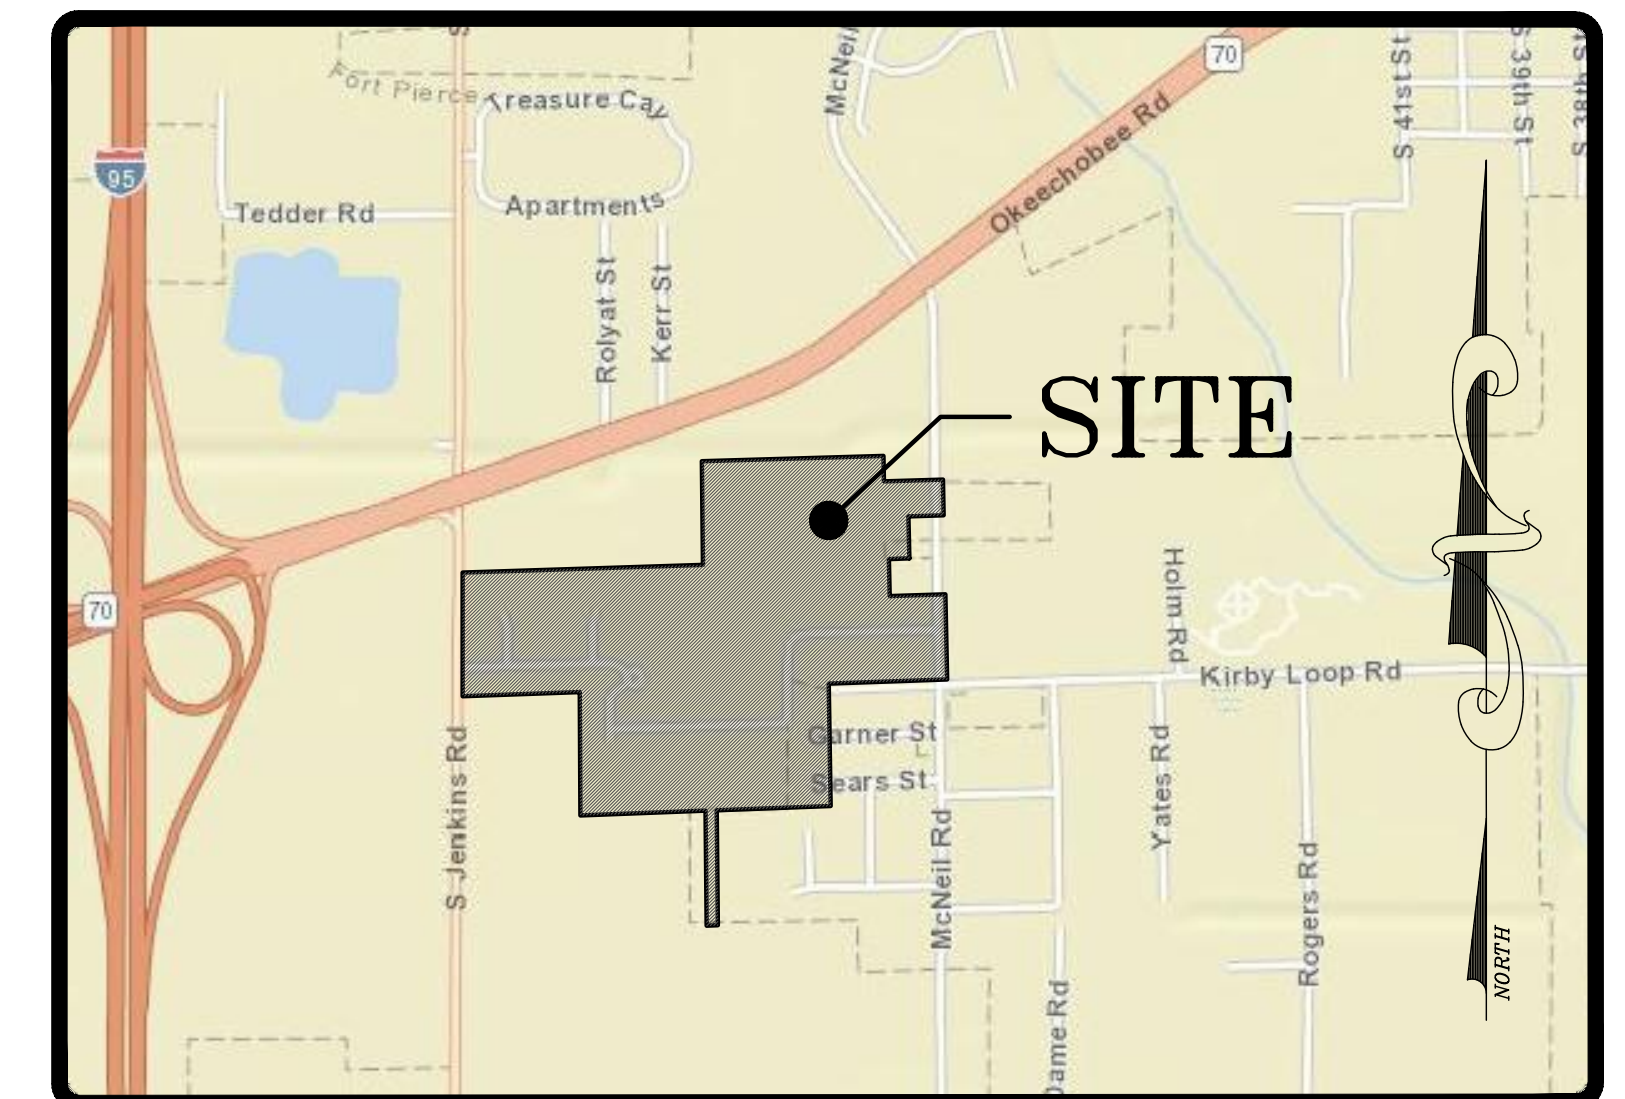 McNeil
70
S 41st St
S 39th St
S 38th St
Fort Pierce
Treasure Cay
Okeechobee Rd
95
Tedder Rd
Apartments
Rolyat St
Kerr St
SITE
Holm Rd
70
Kirby Loop Rd
Garner St
Sears St
S Jenkins Rd
Yates Rd
McNeil Rd
Rogers Rd
NORTH
Dame Rd